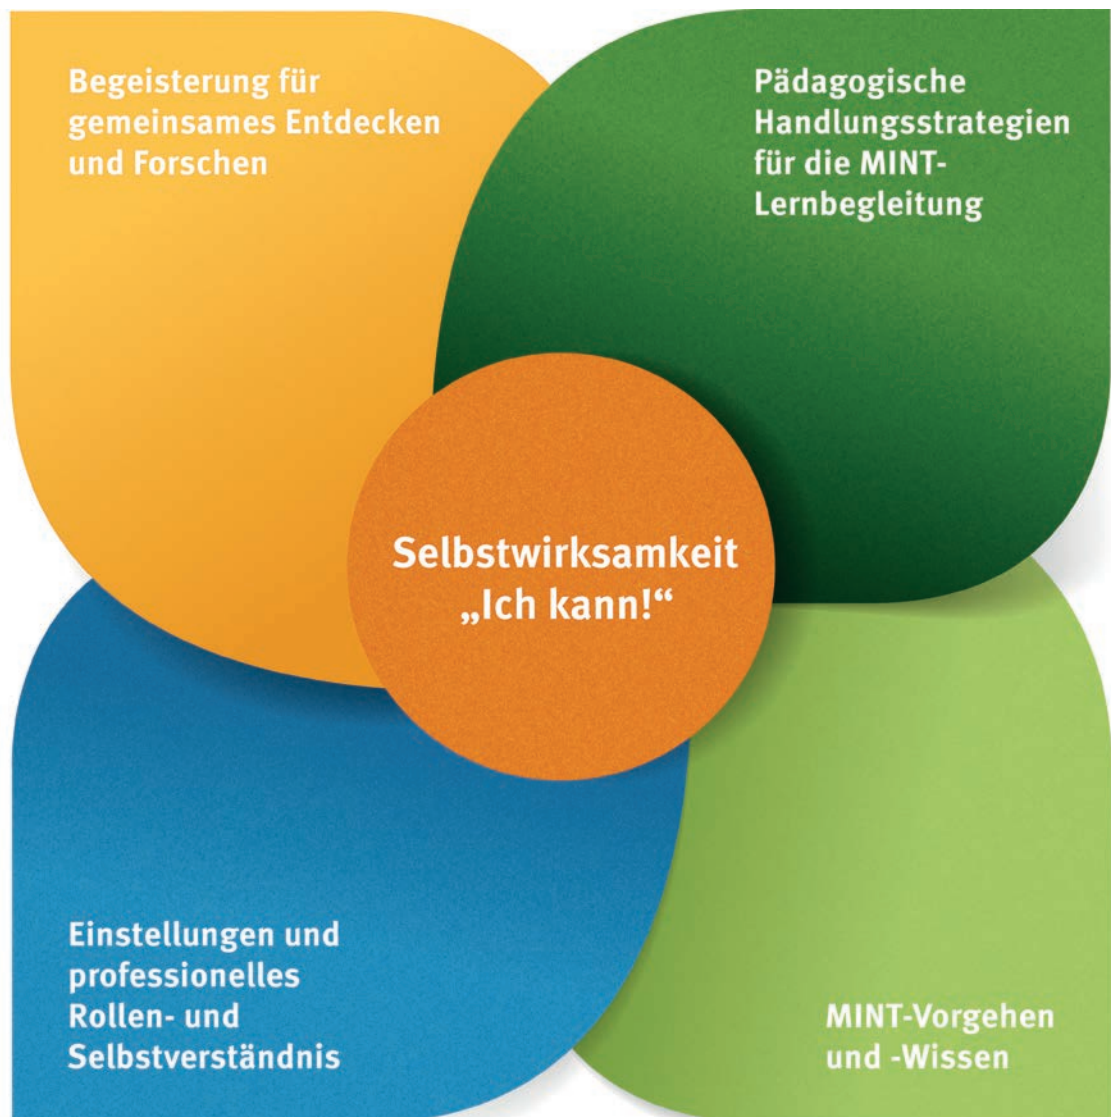 Begeisterung für
gemeinsames Entdecken
und Forschen
Pädagogische
Handlungsstrategien
für die MINT-
Lernbegleitung
Selbstwirksamkeit
„Ich kann!“
Einstellungen und
professionelles
Rollen- und
Selbstverständnis
MINT-Vorgehen
und -Wissen